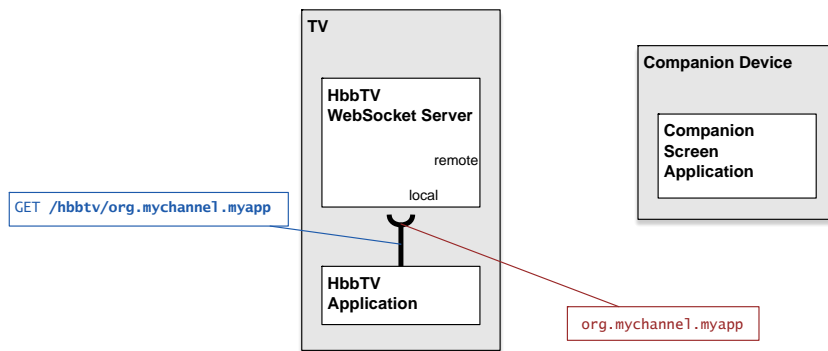 TV
HbbTV
WebSocket Server
remote
local
GET /hbbtv/org.mychannel.myapp
HbbTV
Application
org.mychannel.myapp
Companion Device
Companion
Screen
Application